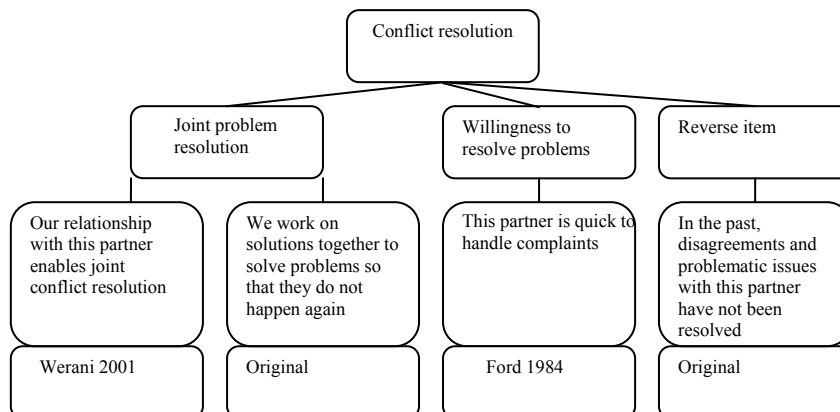 Conflict resolution
Joint problem
resolution
Willingness to
resolve problems
Reverse item
Our relationship
with this partner
enables joint
conflict resolution
We work on
solutions together to
solve problems so
that they do not
happen again
This partner is quick to
handle complaints
In the past,
disagreements and
problematic issues
with this partner
have not been
resolved
Werani 2001
Original
Ford 1984
Original